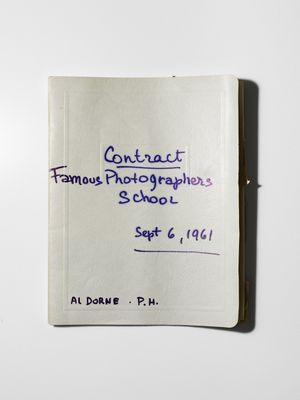 Contract
Famous Photographers
School
Sept 6, 1961
AL DORNE · P.H.